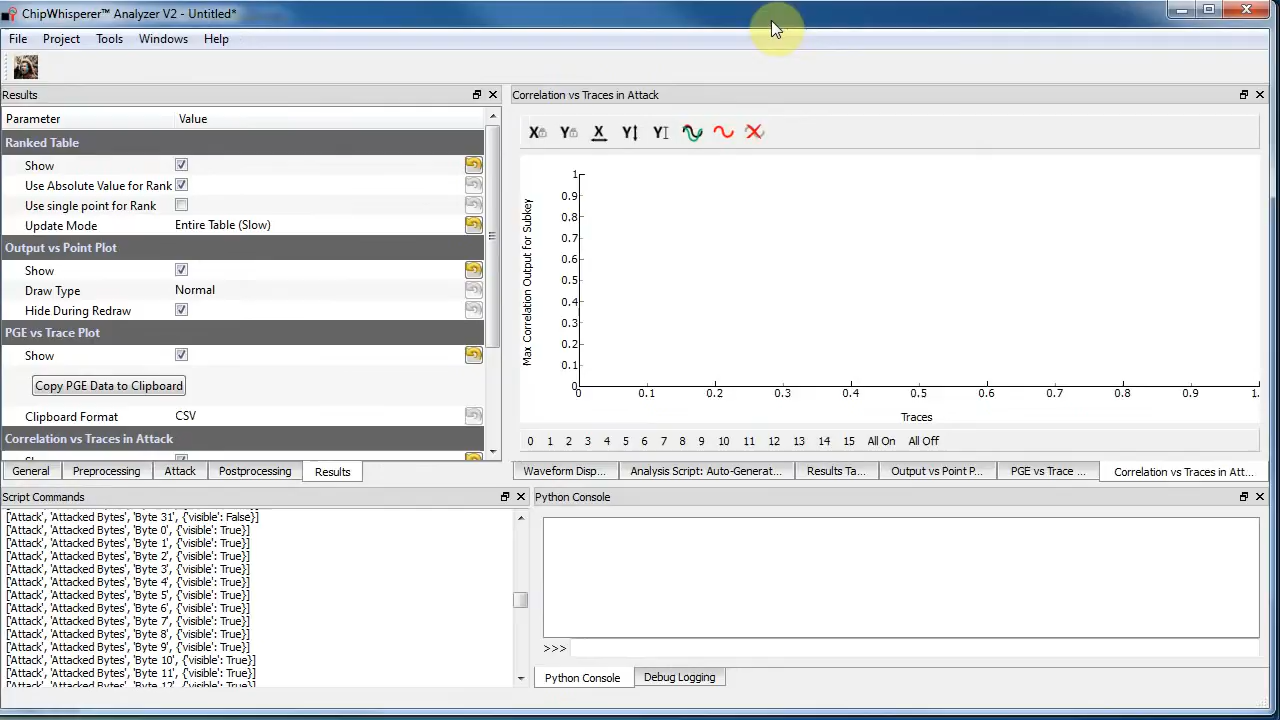 ChipWhisperer™ Analyzer V2 - Untitled*
File Project Tools Windows Help
Results
Parameter Value
Ranked Table
Show
Use Absolute Value for Rank
Use single point for Rank
Update Mode Entire Table (Slow)
Output vs Point Plot
Show
Draw Type Normal
Hide During Redraw
PGE vs Trace Plot
Show
Copy PGE Data to Clipboard
Clipboard Format CSV
Correlation vs Traces in Attack
General Preprocessing Attack Postprocessing Results
Correlation vs Traces in Attack
X Y X Y Y
Max Correlation Output for Subkey
1
0.9
0.8
0.7
0.6
0.5
0.4
0.3
0.2
0.1
0
0 0.1 0.2 0.3 0.4 0.5 0.6 0.7 0.8 0.9 1.
Traces
0 1 2 3 4 5 6 7 8 9 10 11 12 13 14 15 All On All Off
Waveform Disp... Analysis Script: Auto-Generat... Results Ta... Output vs Point P... PGE vs Trace ... Correlation vs Traces in Att...
Script Commands
['Attack', 'Attacked Bytes', 'Byte 31', {'visible': False}]
['Attack', 'Attacked Bytes', 'Byte 0', {'visible': True}]
['Attack', 'Attacked Bytes', 'Byte 1', {'visible': True}]
['Attack', 'Attacked Bytes', 'Byte 2', {'visible': True}]
['Attack', 'Attacked Bytes', 'Byte 3', {'visible': True}]
['Attack', 'Attacked Bytes', 'Byte 4', {'visible': True}]
['Attack', 'Attacked Bytes', 'Byte 5', {'visible': True}]
['Attack', 'Attacked Bytes', 'Byte 6', {'visible': True}]
['Attack', 'Attacked Bytes', 'Byte 7', {'visible': True}]
['Attack', 'Attacked Bytes', 'Byte 8', {'visible': True}]
['Attack', 'Attacked Bytes', 'Byte 9', {'visible': True}]
['Attack', 'Attacked Bytes', 'Byte 10', {'visible': True}]
['Attack', 'Attacked Bytes', 'Byte 11', {'visible': True}]
['Attack', 'Attacked Bytes', 'Byte 12', {'visible': True}]
Python Console
>>>
Python Console Debug Logging